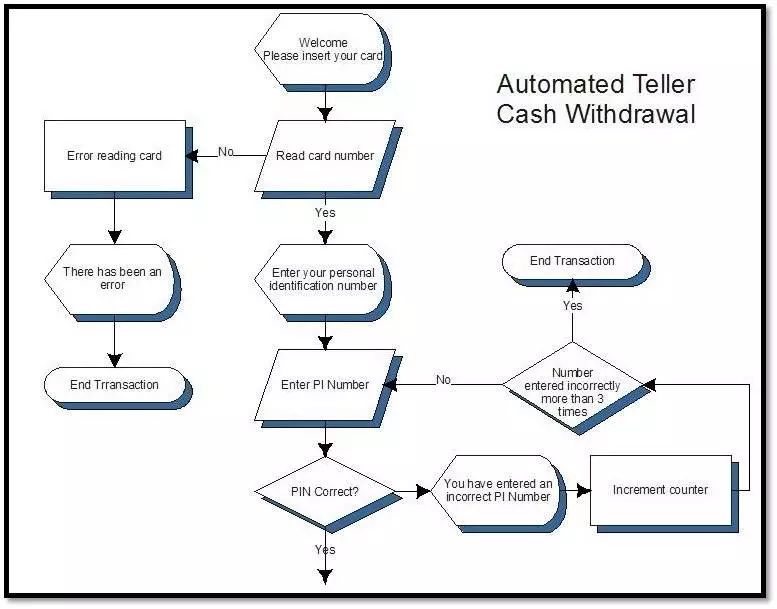 Welcome
Please insert your card
Automated Teller
Cash Withdrawal
Error reading card
No
Read card number
Yes
There has been an
error
Enter your personal
identification number
End Transaction
Yes
End Trransaction
Enter PI Number
No
Number
entered incorrectly
more than 3
times
PIN Correct?
You have entered an
incorrect PI Number
Increment counter
Yes